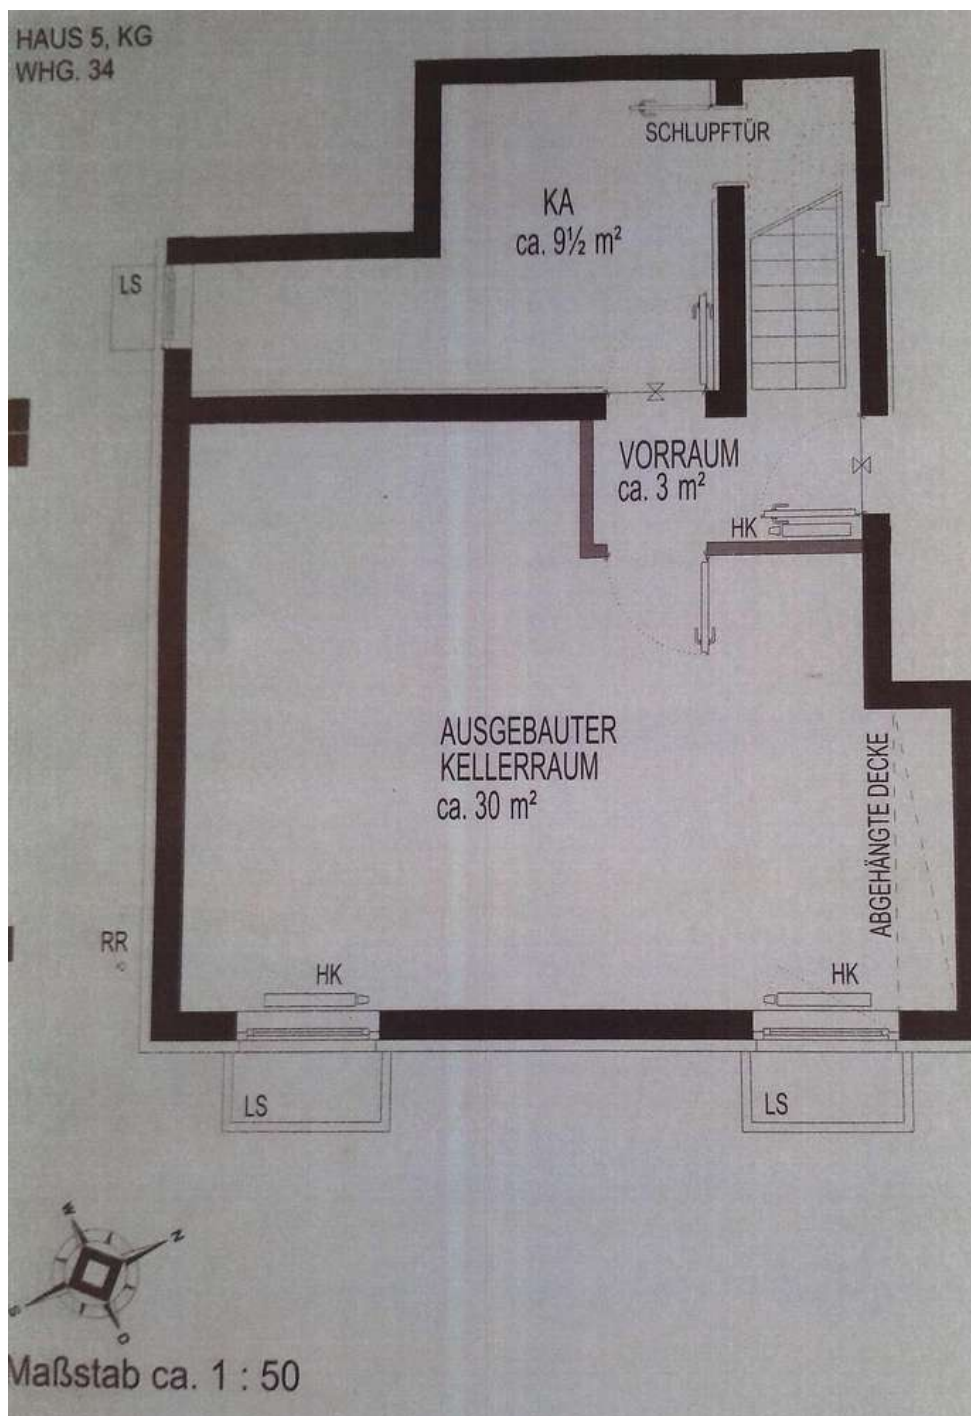 HAUS 5, KG
WHG. 34
SCHLUPFTÜR
KA
ca. 9½ m²
LS
VORRAUM
ca. 3 m²
HK
AUSGEBAUTER
KELLERRAUM
ca. 30 m²
ABGEHÄNGTE DECKE
RR
HK
HK
LS
LS
W
N
S
O
Maßstab ca. 1 : 50